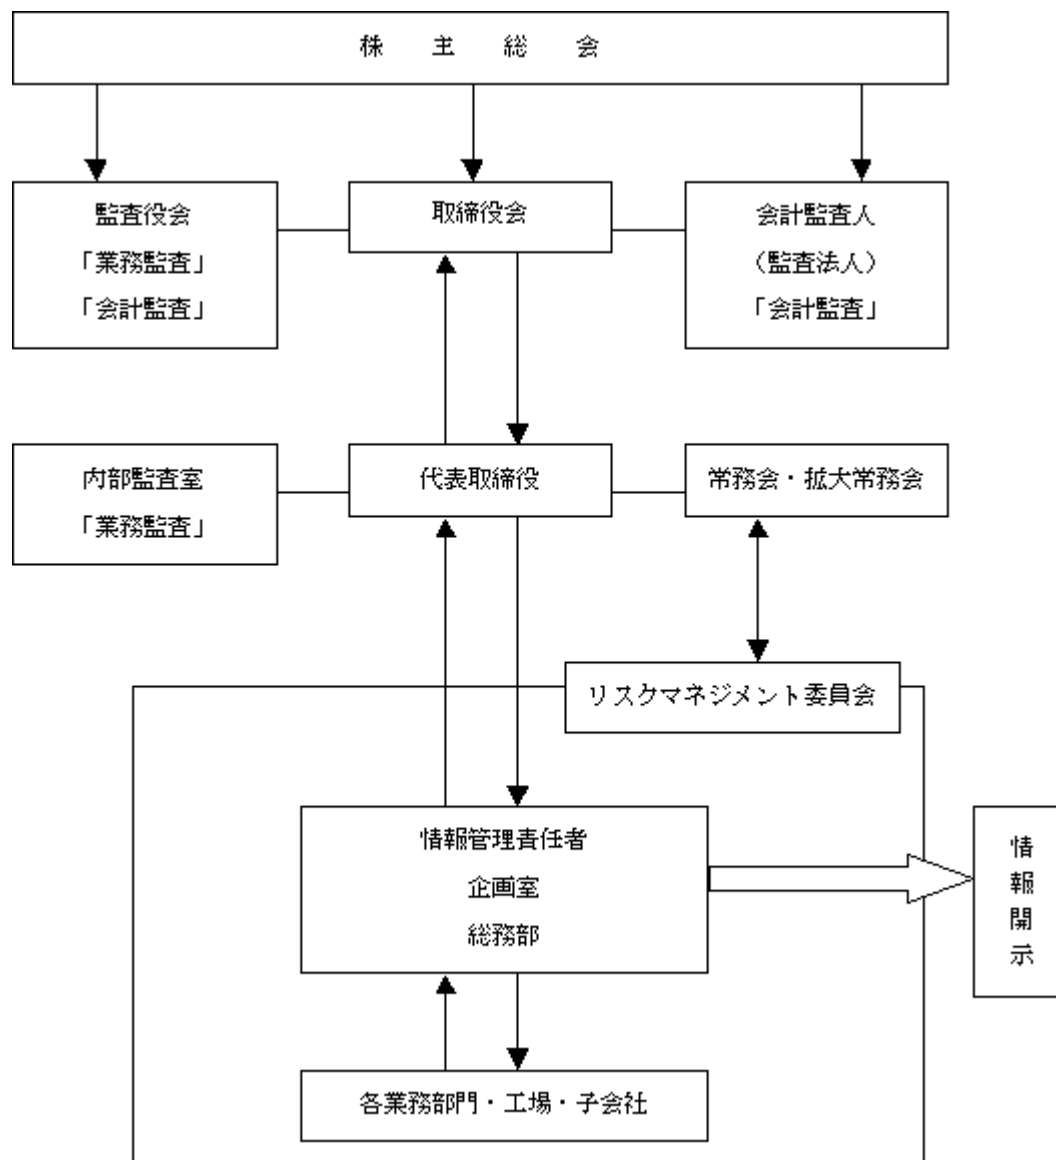 株主総会
監査役会
「業務監査」
「会計監査」
取締役会
会計監査人
（監査法人）
「会計監査」
内部監査室
「業務監査」
代表取締役
常務会・拡大常務会
リスクマネジメント委員会
情報管理責任者
企画室
総務部
情報開示
各業務部門・工場・子会社